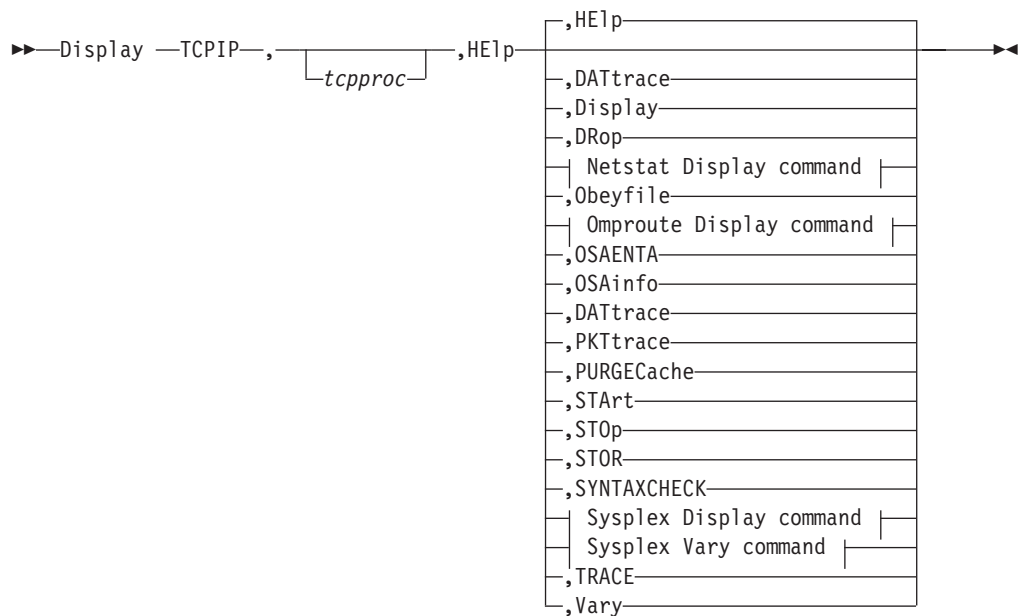 ,HElp
Display TCPIP , ,HElp
tcpproc
,DATtrace
,Display
,DRop
Netstat Display command
,Obeyfile
Omproute Display command
,OSAENTA
,OSAinfo
,DATtrace
,PKTtrace
,PURGECache
,STArt
,STOp
,STOR
,SYNTAXCHECK
Sysplex Display command
Sysplex Vary command
,TRACE
,Vary